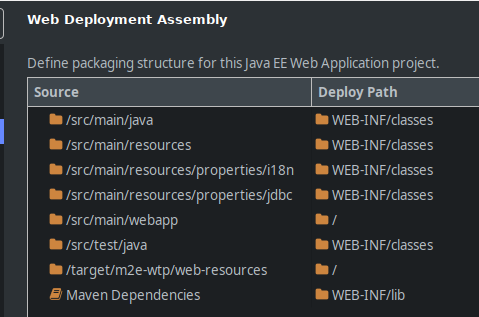 Web Deployment Assembly
Define packaging structure for this Java EE Web Application project.
Source Deploy Path
/src/main/java WEB-INF/classes
/src/main/resources WEB-INF/classes
/src/main/resources/properties/i18n WEB-INF/classes
/src/main/resources/properties/jdbc WEB-INF/classes
/src/main/webapp /
/src/test/java WEB-INF/classes
/target/m2e-wtp/web-resources /
Maven Dependencies WEB-INF/lib